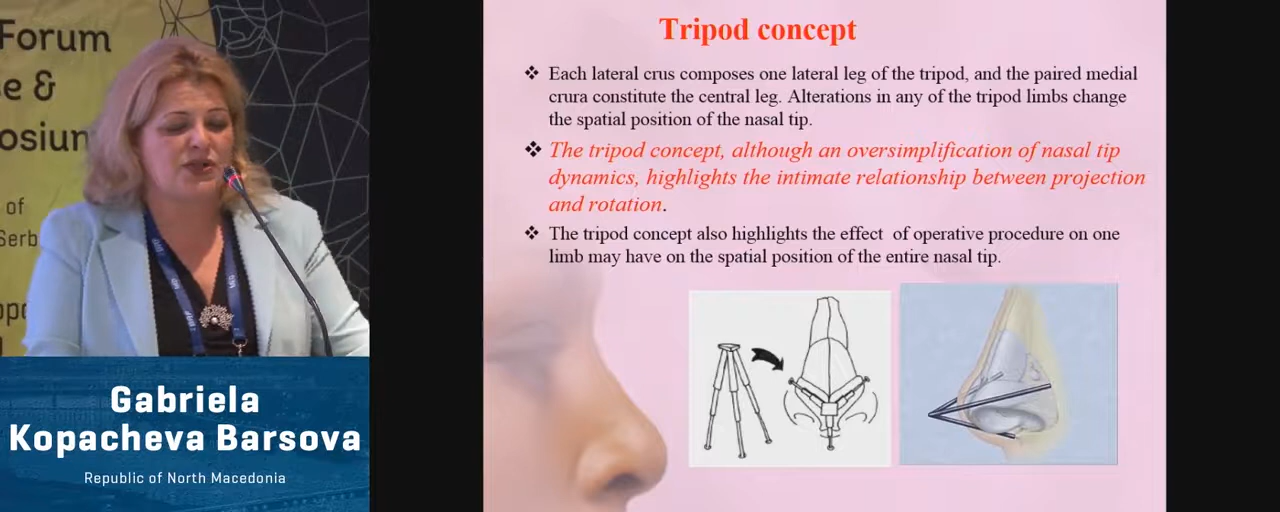 Forum
e &
osium
of
Serb
Gabriela
Kopacheva Barsova
Republic of North Macedonia
Tripod concept
❖ Each lateral crus composes one lateral leg of the tripod, and the paired medial
crura constitute the central leg. Alterations in any of the tripod limbs change
the spatial position of the nasal tip.
❖ The tripod concept, although an oversimplification of nasal tip
dynamics, highlights the intimate relationship between projection
and rotation.
❖ The tripod concept also highlights the effect of operative procedure on one
limb may have on the spatial position of the entire nasal tip.